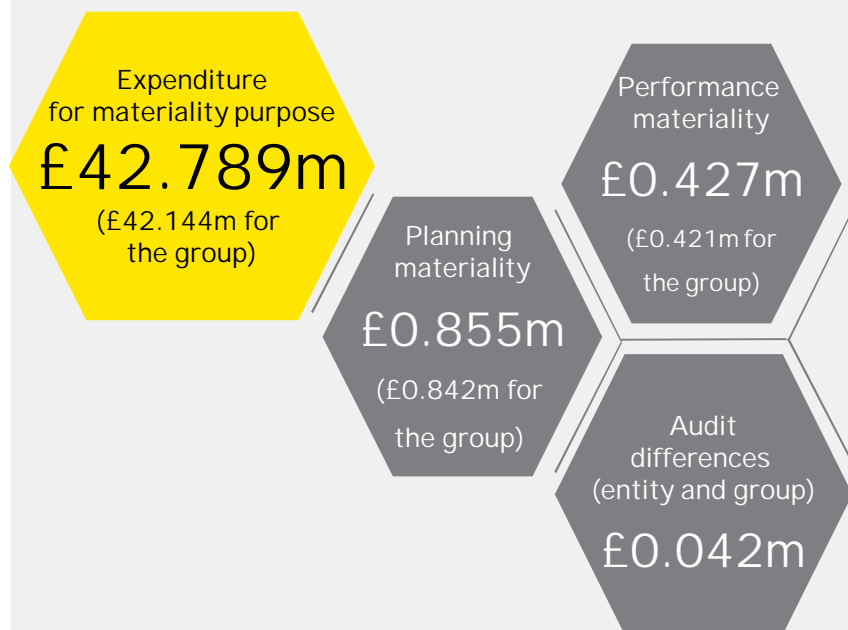 Expenditure
for materiality purpose
£42.789m
(£42.144m for
the group)
Planning
materiality
£0.855m
(£0.842m for
the group)
Performance
materiality
£0.427m
(£0.421m for
the group)
Audit
differences
(entity and group)
£0.042m